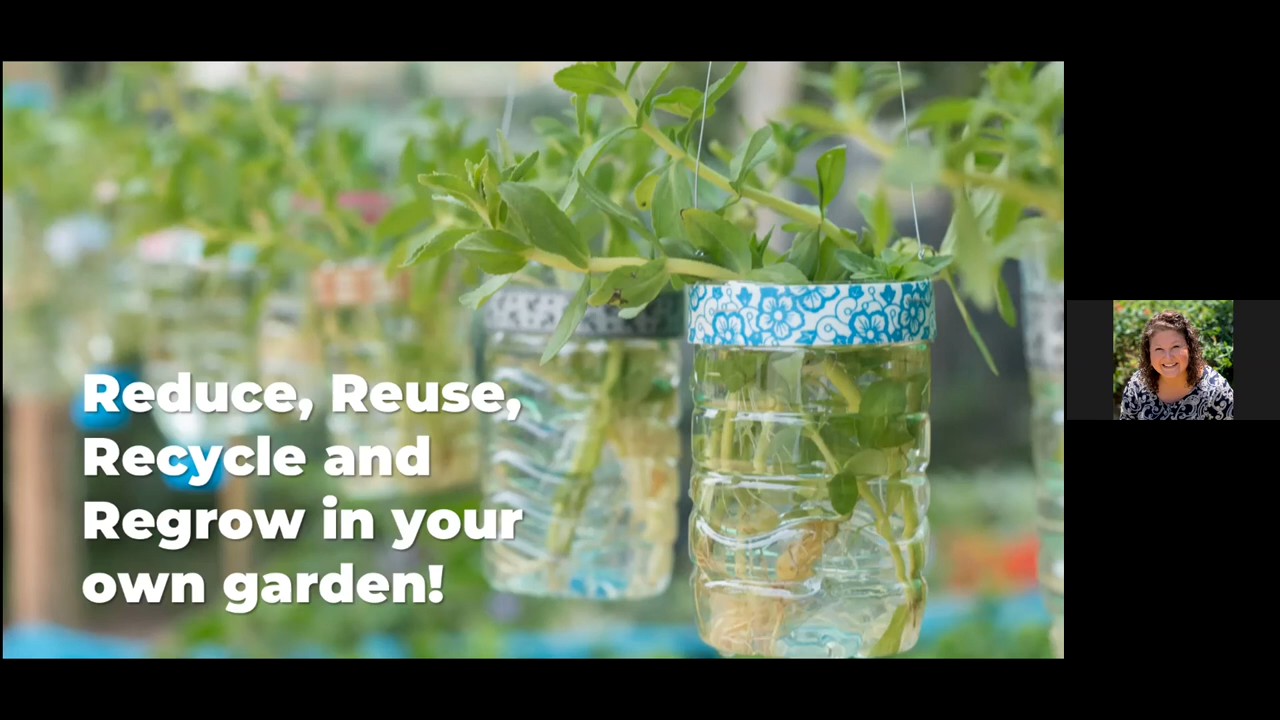 Reduce, Reuse,
Recycle and
Regrow in your
own garden!